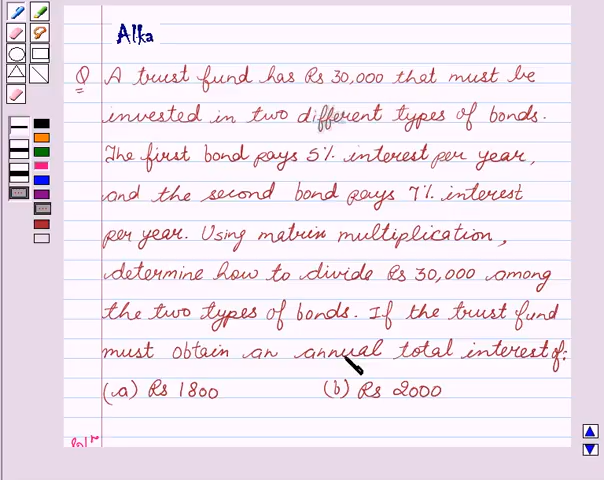 Alka
Q A trust fund has Rs 30,000 that must be
invested in two different types of bonds.
The first bond pays 5% interest per year,
and the second bond pays 7% interest
per year. Using matrix multiplication,
determine how to divide Rs 30,000 among
the two types of bonds. If the trust fund
must obtain an annual total interest of:
(a) Rs 1800 (b) Rs 2000